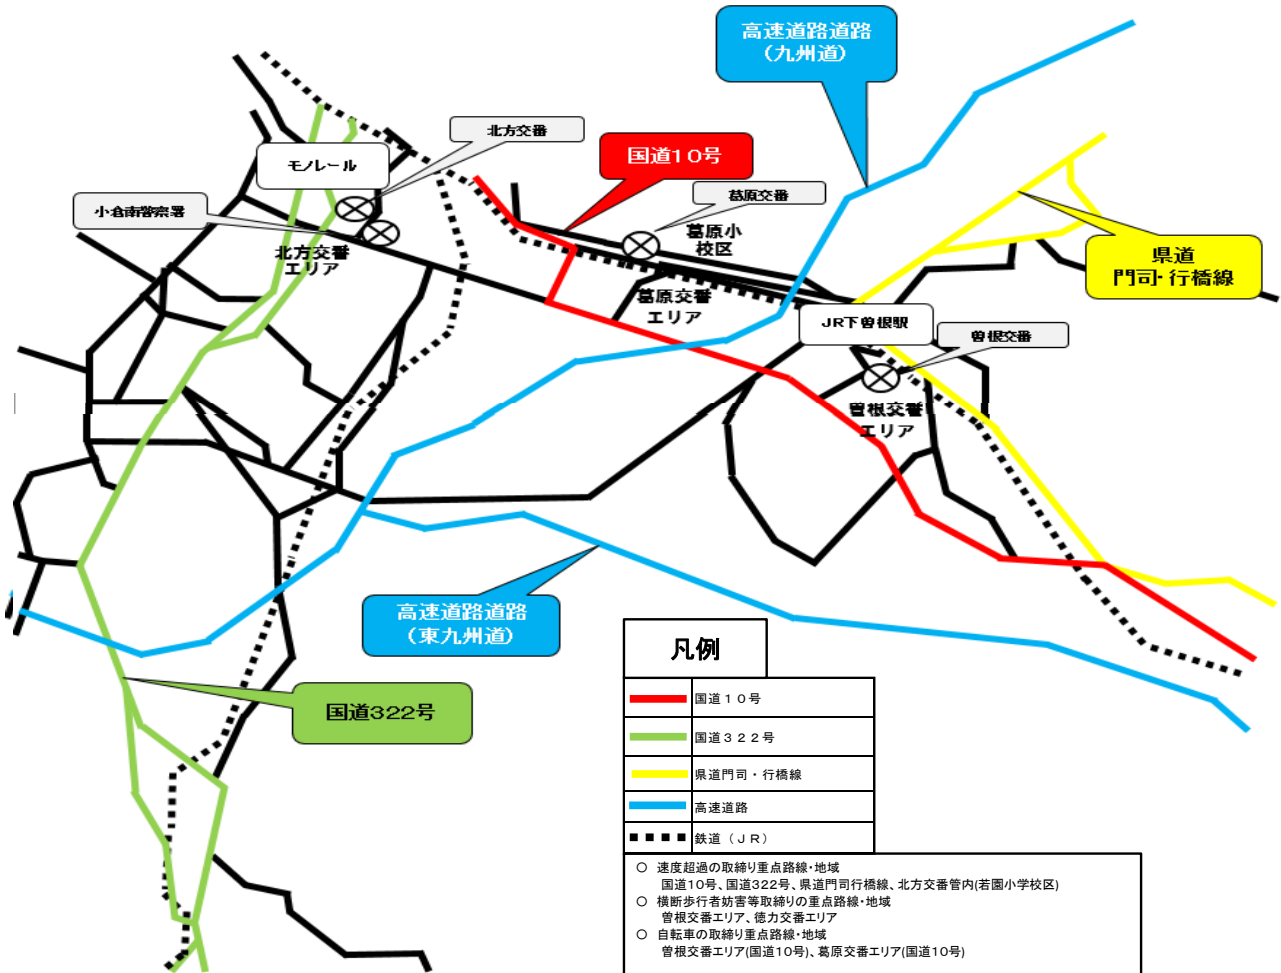 高速道路道路
(九州道)
北方交番
国道10号
モノレール
葛原交番
小倉南警察署
葛原小
校区
北方交番
エリア
県道
門司・行橋線
葛原交番
エリア
JR下曽根駅
曽根交番
曽根交番
エリア
高速道路道路
(東九州道)
国道322号
凡例
国道10号
国道322号
県道門司・行橋線
高速道路
鉄道(JR)
○ 速度超過の取締り重点路線・地域
国道10号、国道322号、県道門司行橋線、北方交番管内(若園小学校区)
○ 横断歩行者妨害等取締りの重点路線・地域
曽根交番エリア、徳力交番エリア
○ 自転車の取締り重点路線・地域
曽根交番エリア(国道10号)、葛原交番エリア(国道10号)